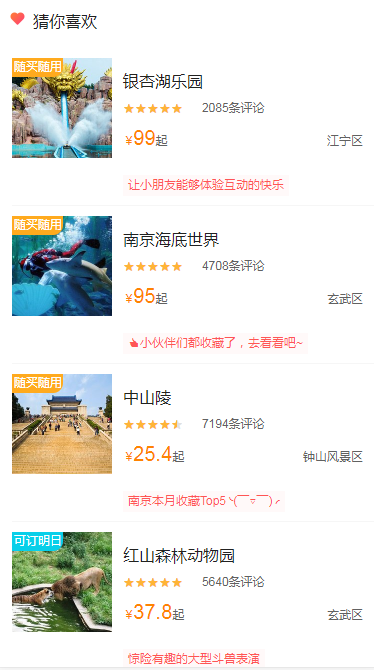 猜你喜欢
随买随用
银杏湖乐园
2085条评论
¥99起
江宁区
让小朋友能够体验互动的快乐
随买随用
南京海底世界
4708条评论
¥95起
玄武区
小伙伴们都收藏了，去看看吧~
随买随用
中山陵
7194条评论
¥25.4起
钟山风景区
南京本月收藏Top5ヽ(￣▽￣)ノ
可订明日
红山森林动物园
5640条评论
¥37.8起
玄武区
惊险有趣的大型斗兽表演